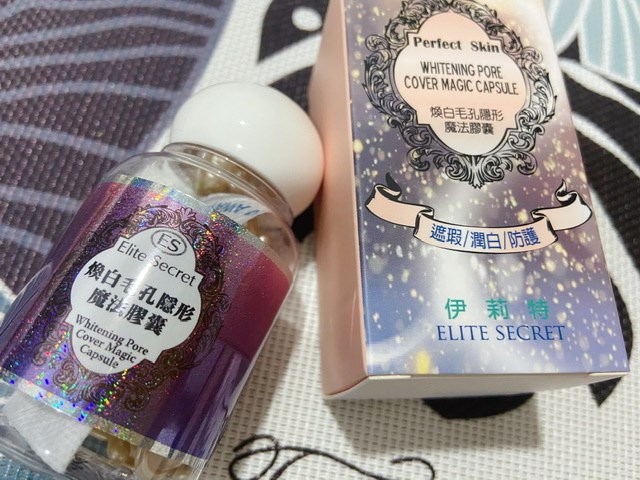 ES
Elite Secret
煥白毛孔隱形
魔法膠囊
Whitening Pore
Cover Magic
Capsule
Perfect Skin
WHITENING PORE
COVER MAGIC CAPSULE
煥白毛孔隱形
魔法膠囊
遮瑕/潤白/防護
伊莉特
ELITE SECRET